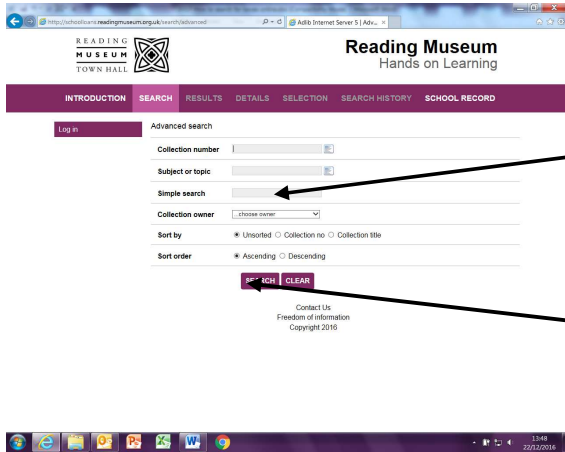 http://schoolloans.readingmuseum.org.uk/search/advanced
Adlib Internet Server 5 | Adv...
READING
MUSEUM
TOWN HALL
Reading Museum
Hands on Learning
INTRODUCTION SEARCH RESULTS DETAILS SELECTION SEARCH HISTORY SCHOOL RECORD
Log in
Advanced search
Collection number
Subject or topic
Simple search
Collection owner ...choose owner
Sort by Unsorted Collection no Collection title
Sort order Ascending Descending
SEARCH CLEAR
Contact Us
Freedom of information
Copyright 2016
13:48
22/12/2016